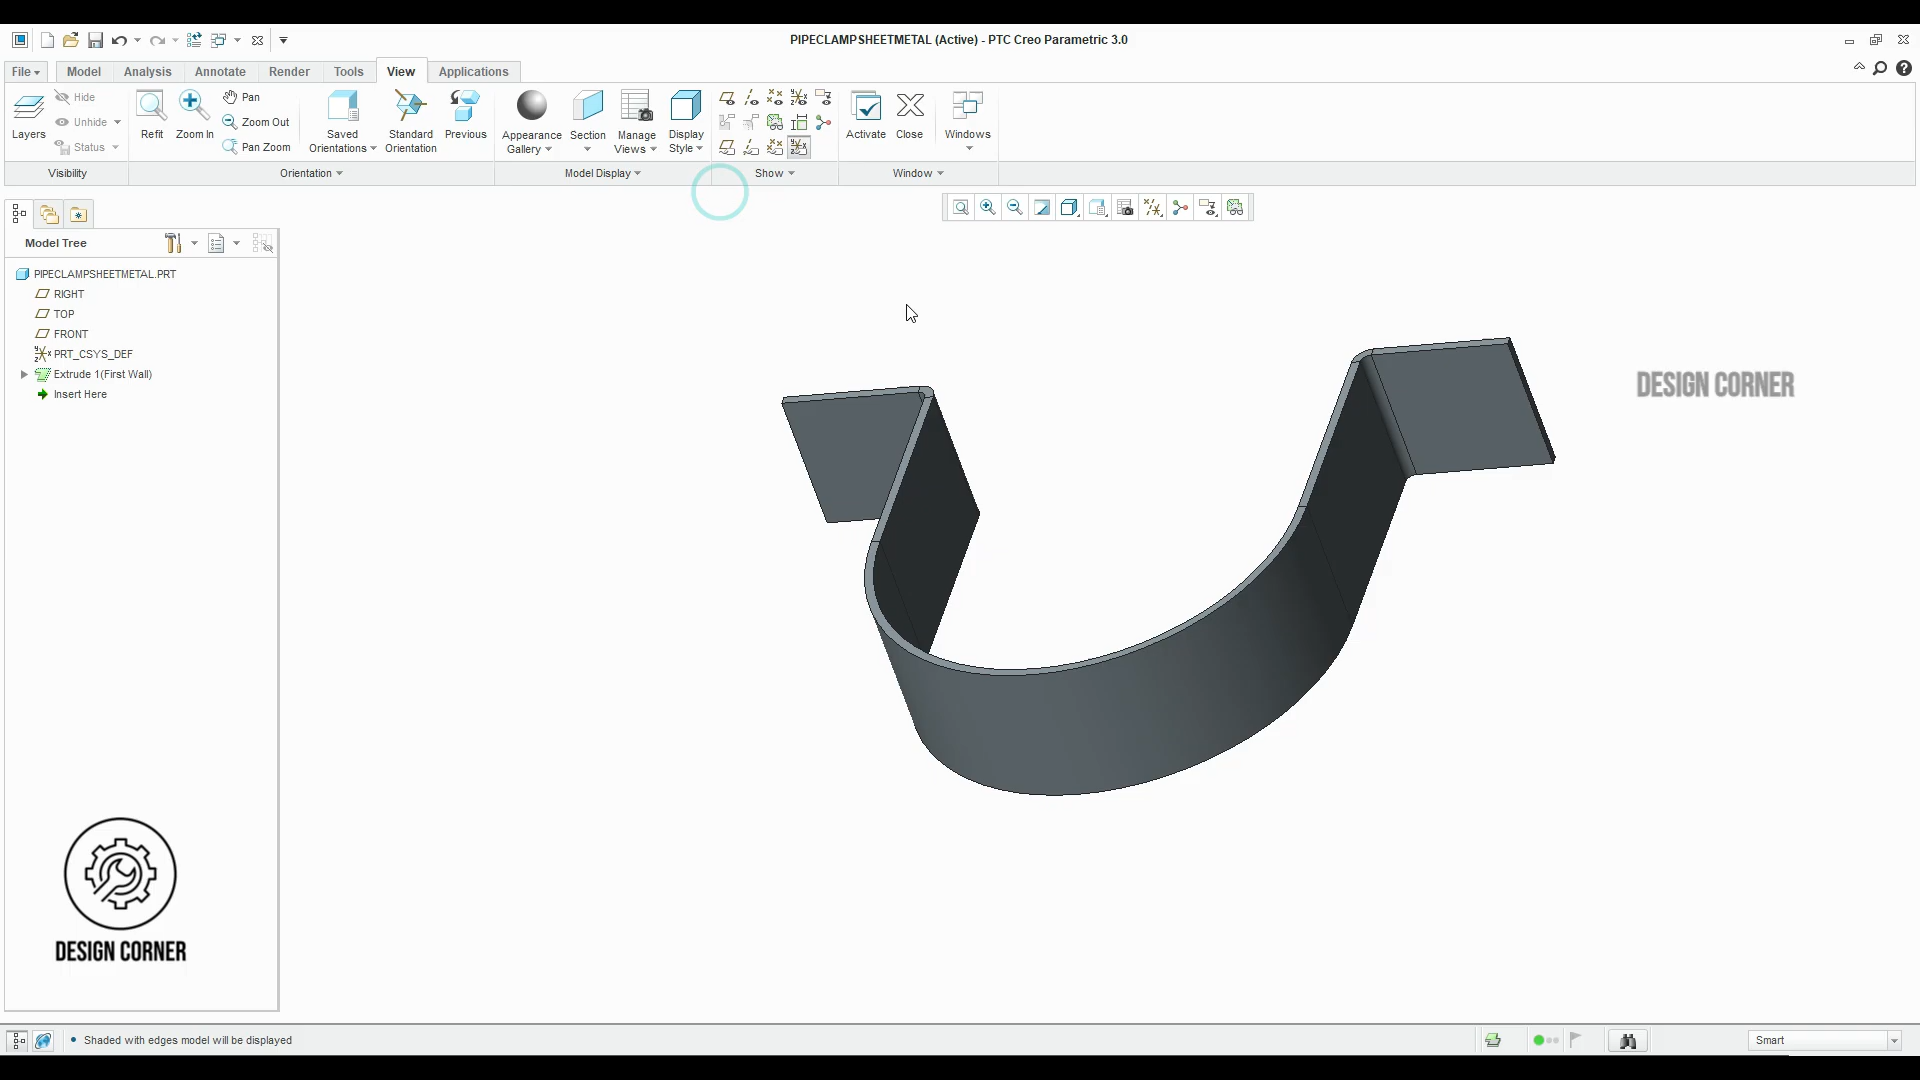 PIPECLAMPSHEETMETAL (Active) - PTC Creo Parametric 3.0
File Model Analysis Annotate Render Tools View Applications
Layers
Hide
Unhide
Status
Visibility
Refit
Zoom In
Pan
Zoom Out
Pan Zoom
Saved
Orientations
Standard
Orientation
Previous
Orientation
Appearance
Gallery
Section
Manage
Views
Display
Style
Model Display
Show
Activate
Close
Windows
Window
Model Tree
PIPECLAMPSHEETMETAL.PRT
RIGHT
TOP
FRONT
PRT_CSYS_DEF
Extrude 1(First Wall)
Insert Here
DESIGN CORNER
DESIGN CORNER
Shaded with edges model will be displayed
Smart